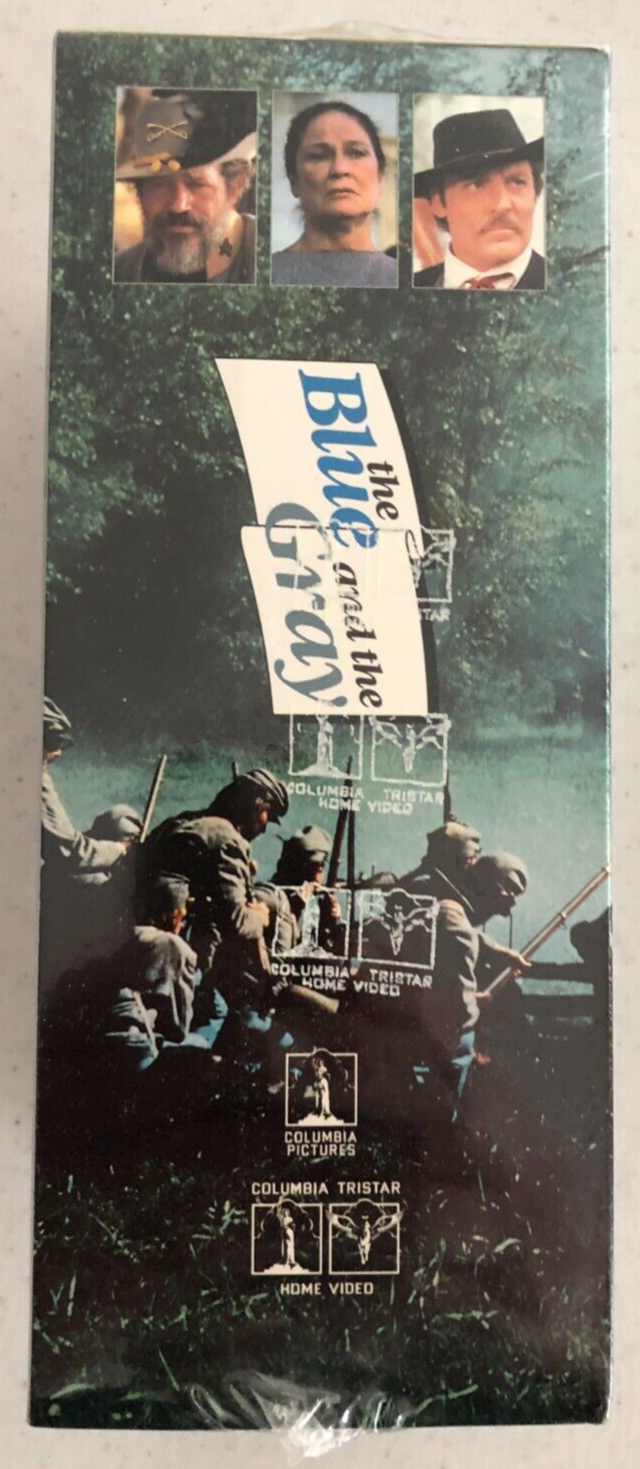 the
Blue
and the
Gray
TAR
COLUMBIA TRISTAR
HOME VIDEO
COLUMBIA TRISTAR
HOME VIDEO
COLUMBIA
PICTURES
COLUMBIA TRISTAR
HOME VIDEO